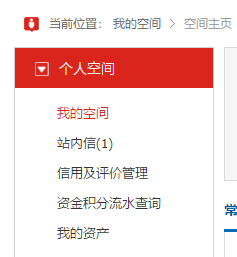 当前位置： 我的空间 > 空间主页
个人空间
我的空间
站内信(1)
信用及评价管理
资金积分流水查询
我的资产
常